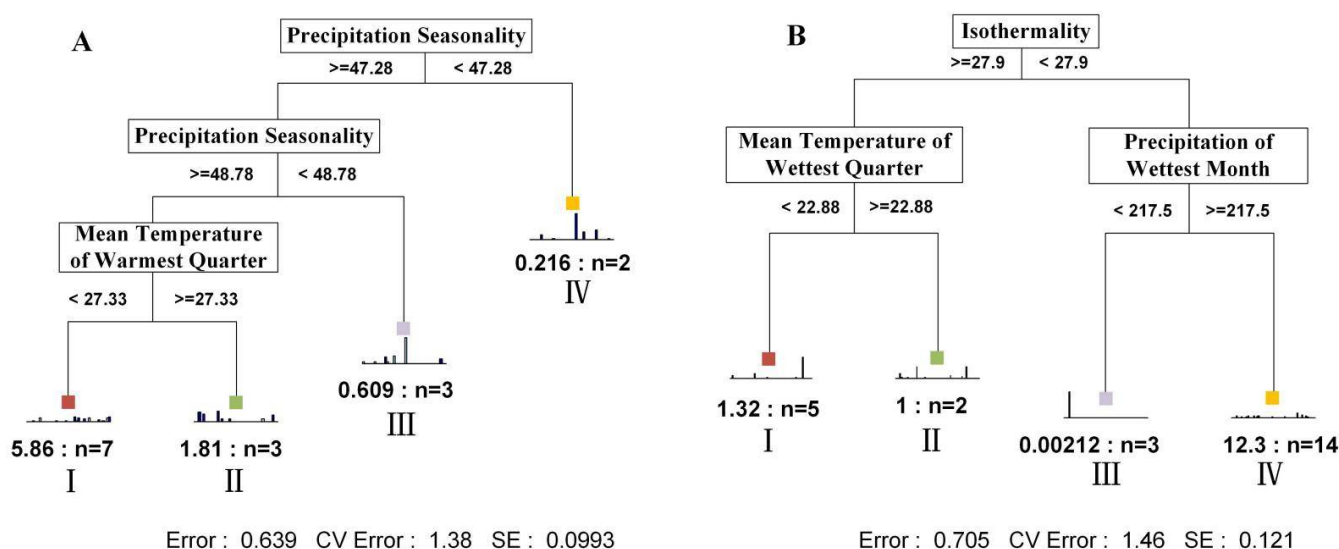 A
Precipitation Seasonality
>=47.28 < 47.28
Precipitation Seasonality
>=48.78 < 48.78
Mean Temperature
of Warmest Quarter
< 27.33 >=27.33
5.86 : n=7
Ⅰ
1.81 : n=3
Ⅱ
0.609 : n=3
Ⅲ
0.216 : n=2
Ⅳ
Error : 0.639 CV Error : 1.38 SE : 0.0993
B
Isothermality
>=27.9 < 27.9
Mean Temperature of
Wettest Quarter
< 22.88 >=22.88
Precipitation of
Wettest Month
< 217.5 >=217.5
1.32 : n=5
Ⅰ
1 : n=2
Ⅱ
0.00212 : n=3
Ⅲ
12.3 : n=14
Ⅳ
Error : 0.705 CV Error : 1.46 SE : 0.121